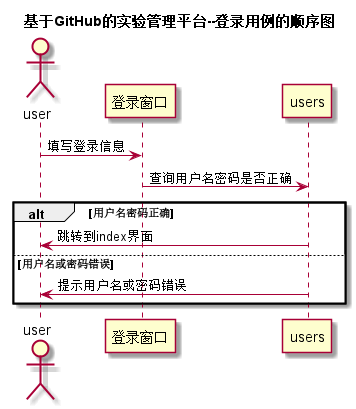 基于GitHub的实验管理平台--登录用例的顺序图
user
登录窗口
users
填写登录信息
查询用户名密码是否正确
alt [用户名密码正确]
跳转到index界面
[用户名或密码错误]
提示用户名或密码错误
user
登录窗口
users